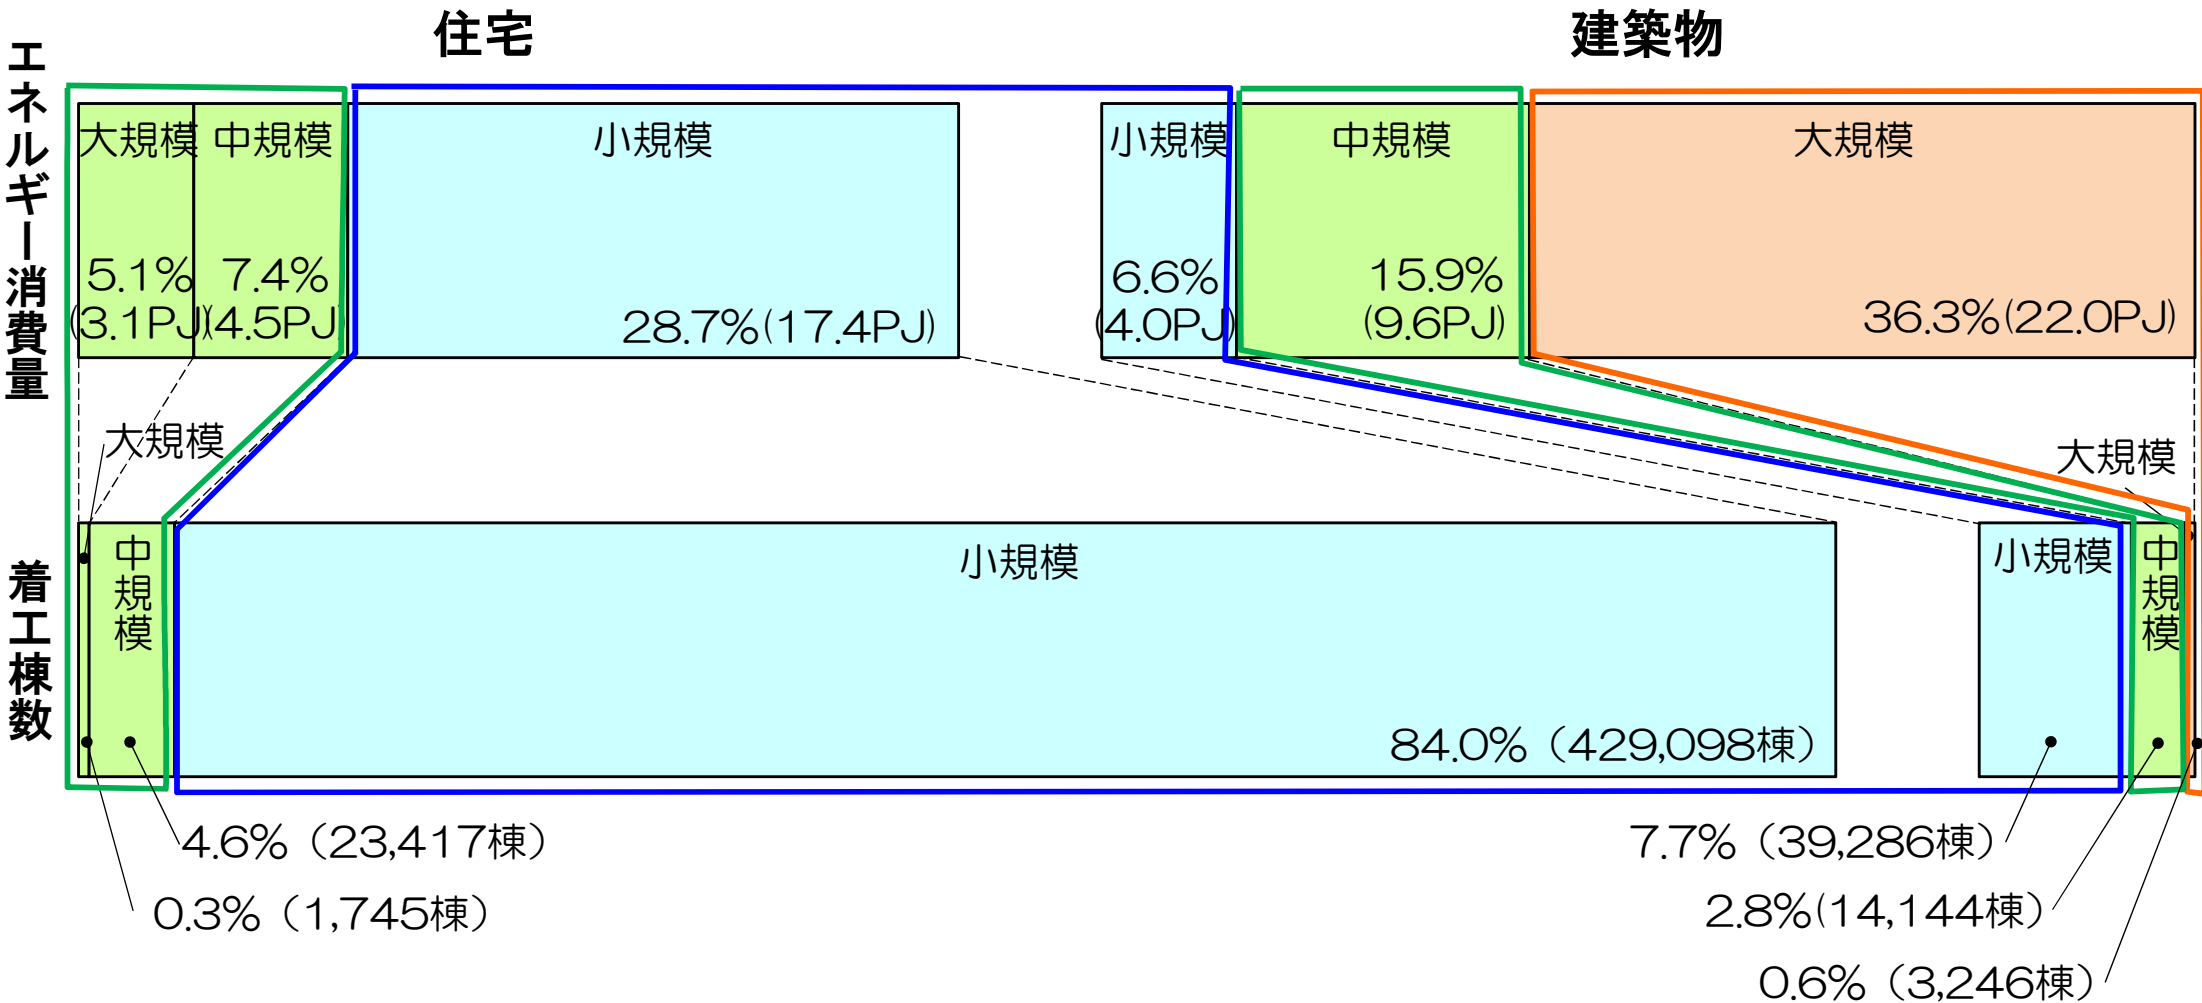 住宅
建築物
エネルギー消費量
大規模
中規模
小規模
小規模
中規模
大規模
5.1%
(3.1PJ)
7.4%
(4.5PJ)
28.7%(17.4PJ)
6.6%
(4.0PJ)
15.9%
(9.6PJ)
36.3%(22.0PJ)
大規模
大規模
着工棟数
中規模
小規模
小規模
中規模
84.0%（429,098棟）
4.6%（23,417棟）
0.3%（1,745棟）
7.7%（39,286棟）
2.8%(14,144棟）
0.6%（3,246棟）